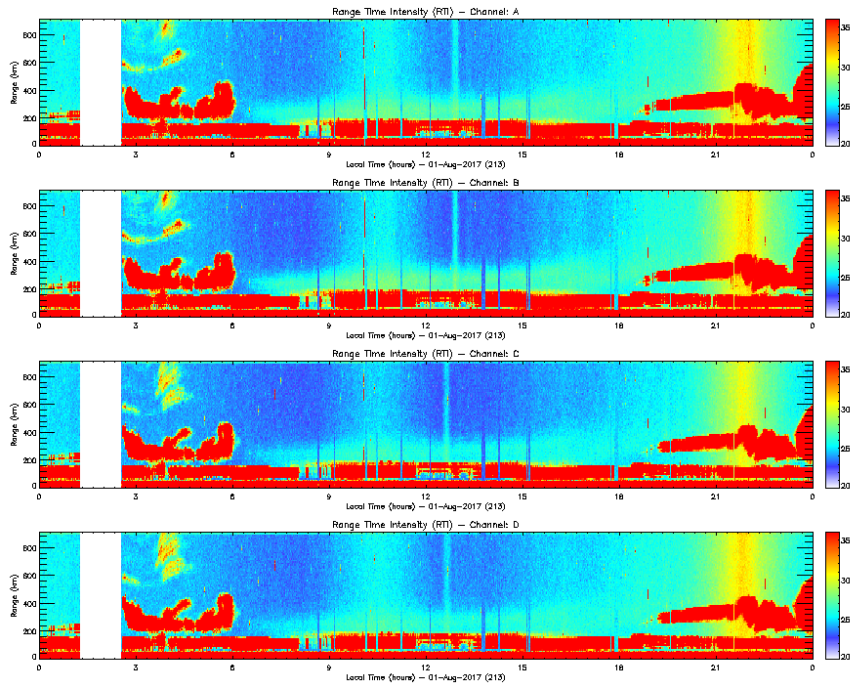 Range Time Intensity (RTI) – Channel: A
Range (km)
800
600
400
200
0
0 3 6 9 12 15 18 21 0
Local Time (hours) – 01-Aug-2017 (213)
35
30
25
20
Range Time Intensity (RTI) – Channel: B
Range (km)
800
600
400
200
0
0 3 6 9 12 15 18 21 0
Local Time (hours) – 01-Aug-2017 (213)
35
30
25
20
Range Time Intensity (RTI) – Channel: C
Range (km)
800
600
400
200
0
0 3 6 9 12 15 18 21 0
Local Time (hours) – 01-Aug-2017 (213)
35
30
25
20
Range Time Intensity (RTI) – Channel: D
Range (km)
800
600
400
200
0
0 3 6 9 12 15 18 21 0
Local Time (hours) – 01-Aug-2017 (213)
35
30
25
20